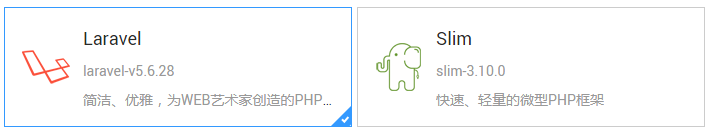 Laravel
laravel-v5.6.28
简洁、优雅，为WEB艺术家创造的PHP...
Slim
slim-3.10.0
快速、轻量的微型PHP框架